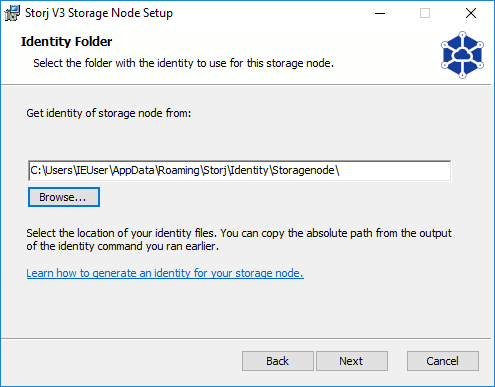 Storj V3 Storage Node Setup
Identity Folder
Select the folder with the identity to use for this storage node.
Get identity of storage node from:
C:\Users\IEUser\AppData\Roaming\Storj\Identity\Storagenode\
Browse...
Select the location of your identity files. You can copy the absolute path from the output
of the identity command you ran earlier.
Learn how to generate an identity for your storage node.
Back Next Cancel